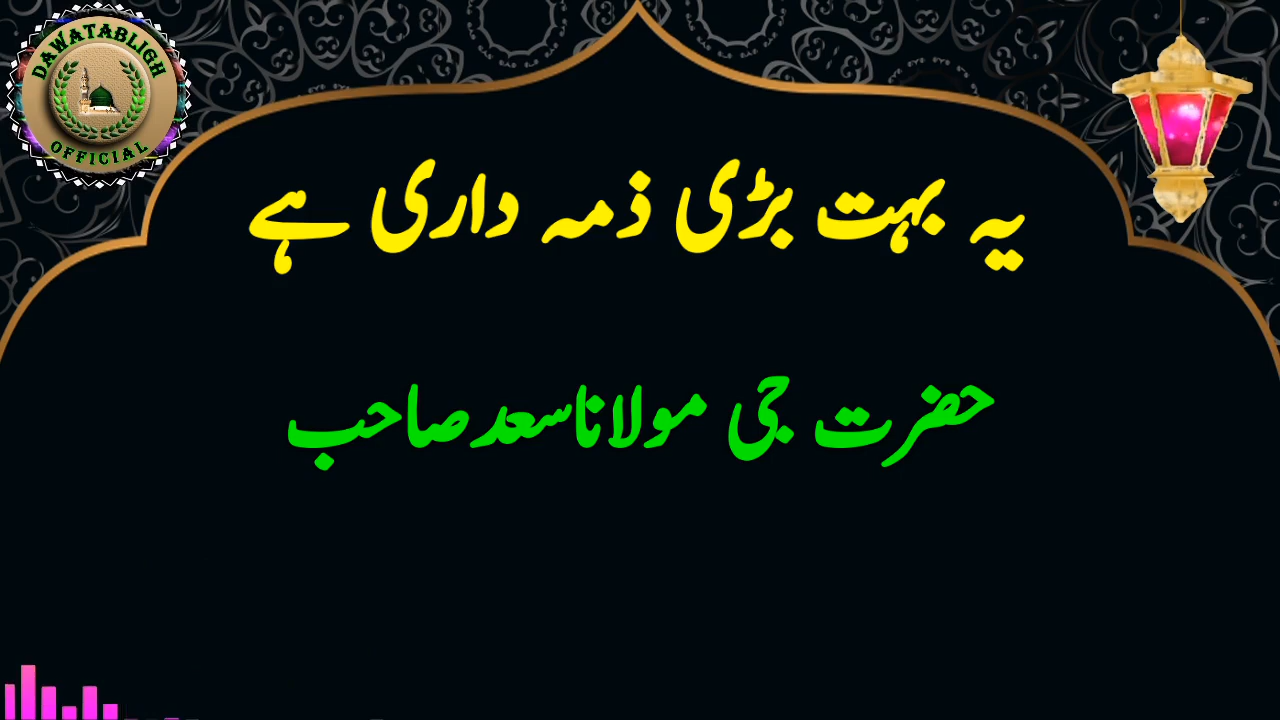 DAWATABLIGH
OFFICIAL
یہ بہت بڑی ذمہ داری ہے
حضرت جی مولانا سعد صاحب